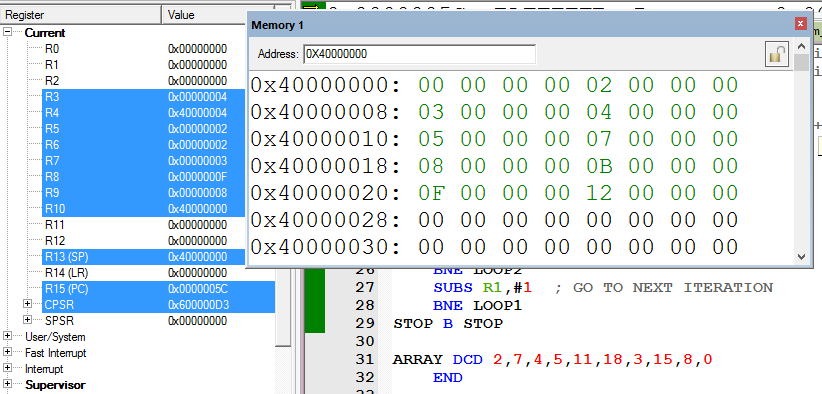 Register Value
Current
R0 0x00000000
R1 0x00000000
R2 0x00000000
R3 0x00000004
R4 0x40000004
R5 0x00000002
R6 0x00000002
R7 0x00000003
R8 0x0000000F
R9 0x00000008
R10 0x40000000
R11 0x00000000
R12 0x00000000
R13 (SP) 0x40000000
R14 (LR) 0x00000000
R15 (PC) 0x0000005C
CPSR 0x600000D3
SPSR 0x00000000
User/System
Fast Interrupt
Interrupt
Supervisor
Memory 1
Address: 0X40000000
0x40000000: 00 00 00 00 02 00 00 00
0x40000008: 03 00 00 00 04 00 00 00
0x40000010: 05 00 00 00 07 00 00 00
0x40000018: 08 00 00 00 0B 00 00 00
0x40000020: 0F 00 00 00 12 00 00 00
0x40000028: 00 00 00 00 00 00 00 00
0x40000030: 00 00 00 00 00 00 00 00
26 BNE LOOP2
27 SUBS R1,#1 ; GO TO NEXT ITERATION
28 BNE LOOP1
29 STOP B STOP
30
31 ARRAY DCD 2,7,4,5,11,18,3,15,8,0
32 END